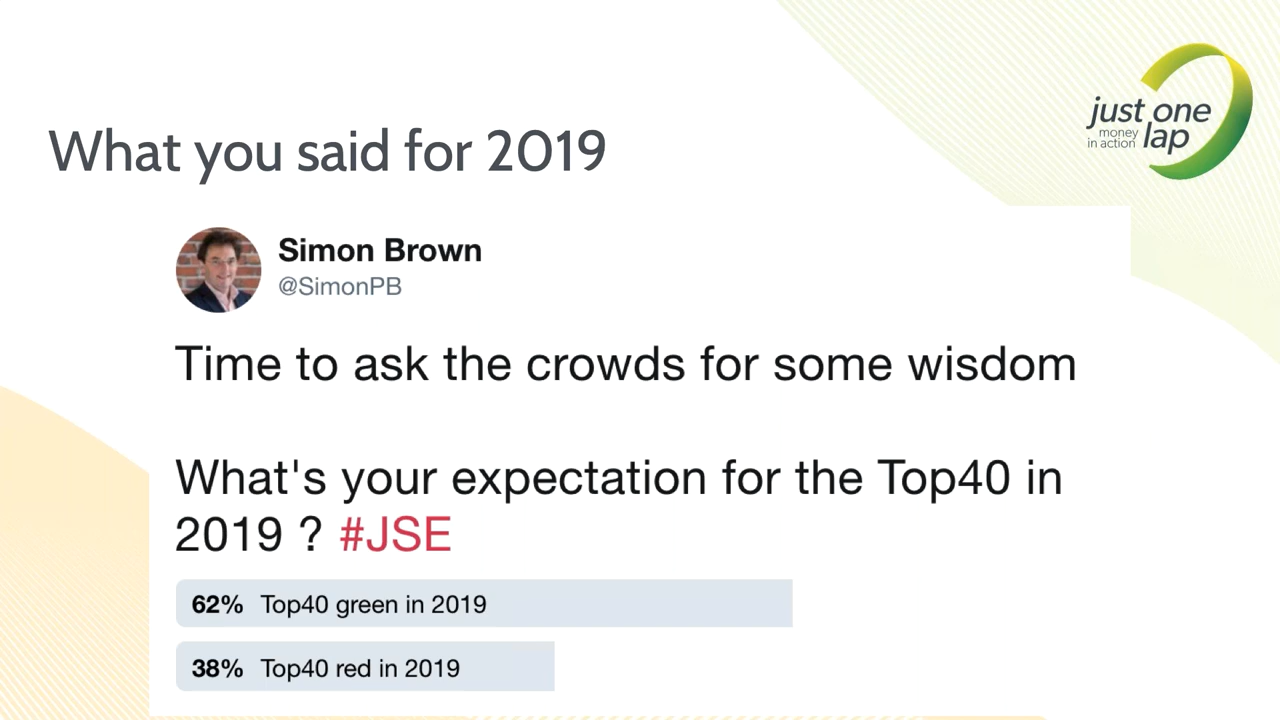 just one
money
in action lap
What you said for 2019
Simon Brown
@SimonPB
Time to ask the crowds for some wisdom
What's your expectation for the Top40 in
2019 ? #JSE
62% Top40 green in 2019
38% Top40 red in 2019